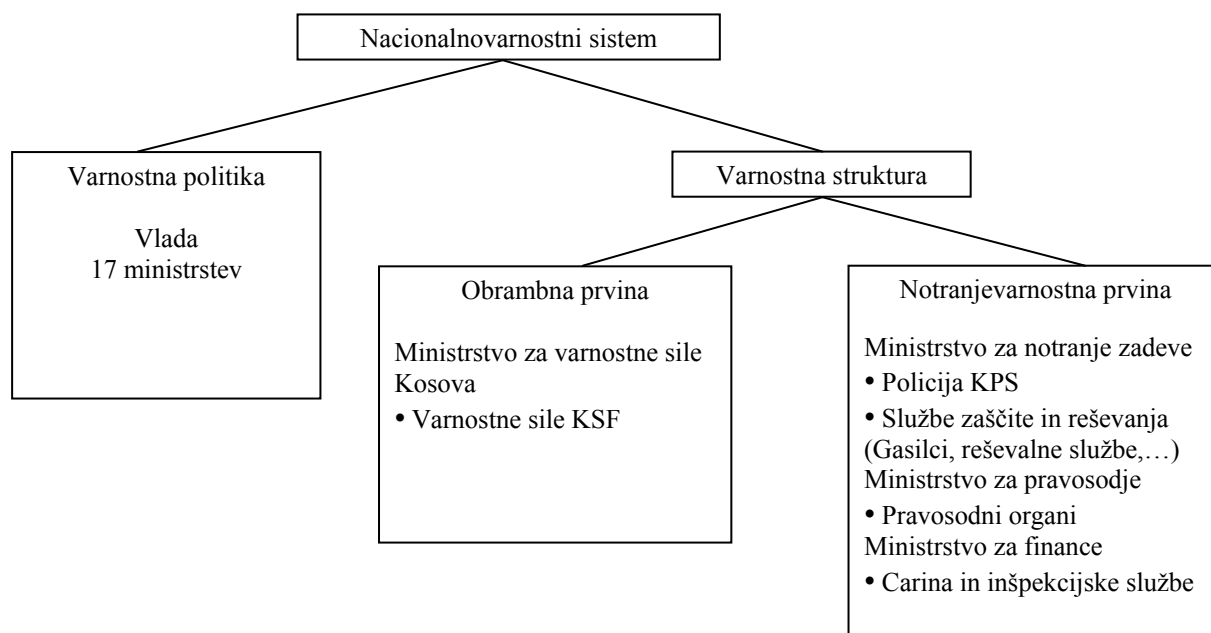 Nacionalnovarnostni sistem
Varnostna politika
Vlada
17 ministrstev
Varnostna struktura
Obrambna prvina
Ministrstvo za varnostne sile
Kosova
• Varnostne sile KSF
Notranjevarnostna prvina
Ministrstvo za notranje zadeve
• Policija KPS
• Službe zaščite in reševanja
(Gasilci, reševalne službe,…)
Ministrstvo za pravosodje
• Pravosodni organi
Ministrstvo za finance
• Carina in inšpekcijske službe